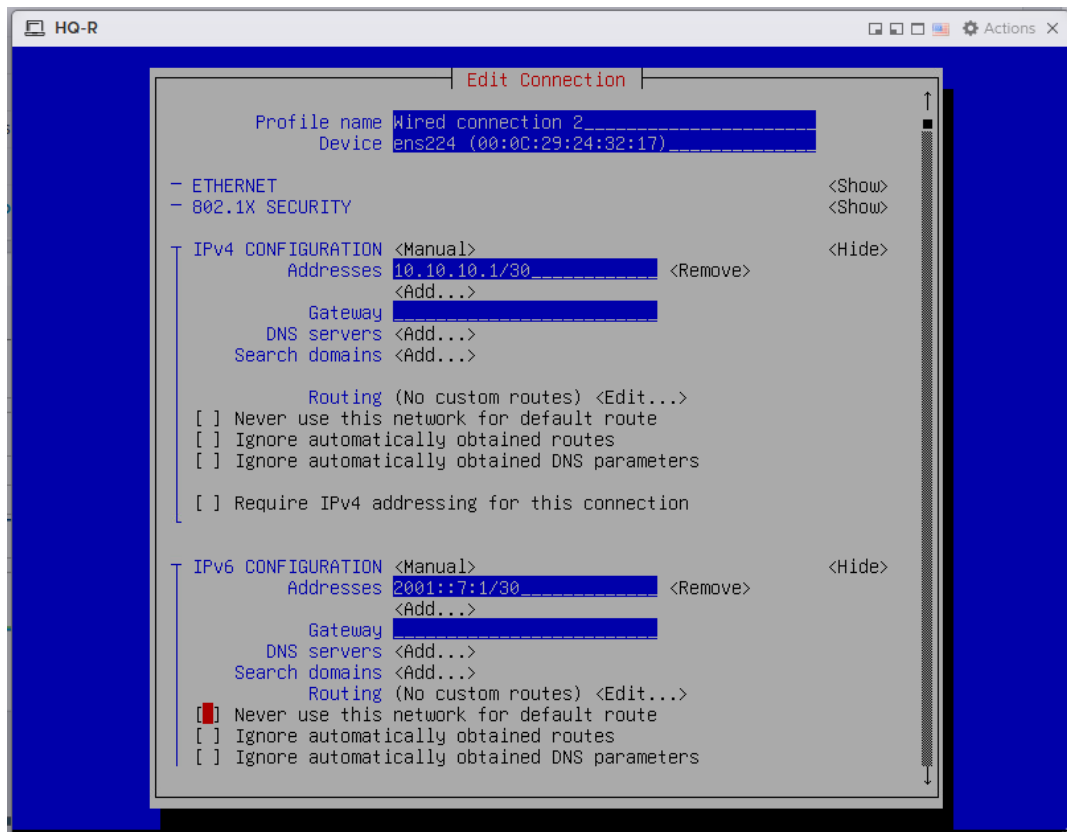 HQ-R Actions
Edit Connection
Profile name Wired connection 2
Device ens224 (00:0C:29:24:32:17)
ETHERNET <Show>
802.1X SECURITY <Show>
IPv4 CONFIGURATION <Manual> <Hide>
Addresses 10.10.10.1/30 <Remove>
<Add...>
Gateway
DNS servers <Add...>
Search domains <Add...>
Routing (No custom routes) <Edit...>
[ ] Never use this network for default route
[ ] Ignore automatically obtained routes
[ ] Ignore automatically obtained DNS parameters
[ ] Require IPv4 addressing for this connection
IPv6 CONFIGURATION <Manual> <Hide>
Addresses 2001::7:1/30 <Remove>
<Add...>
Gateway
DNS servers <Add...>
Search domains <Add...>
Routing (No custom routes) <Edit...>
[ ] Never use this network for default route
[ ] Ignore automatically obtained routes
[ ] Ignore automatically obtained DNS parameters